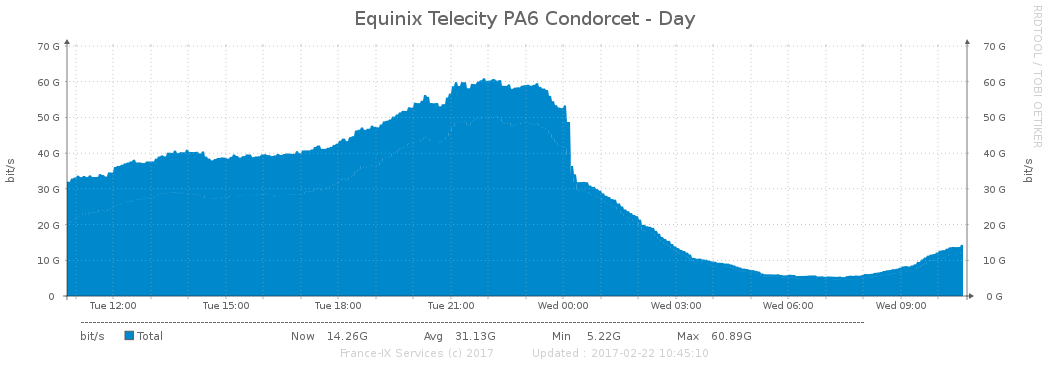 Equinix Telecity PA6 Condorcet - Day
RRDTOOL / TOBI OETIKER
70 G 70 G
60 G 60 G
50 G 50 G
40 G 40 G
30 G 30 G
20 G 20 G
10 G 10 G
0 0 G
bit/s bit/s
Tue 12:00 Tue 15:00 Tue 18:00 Tue 21:00 Wed 00:00 Wed 03:00 Wed 06:00 Wed 09:00
bit/s Total Now 14.26G Avg 31.13G Min 5.22G Max 60.89G
France-IX Services (c) 2017 Updated : 2017-02-22 10:45:10